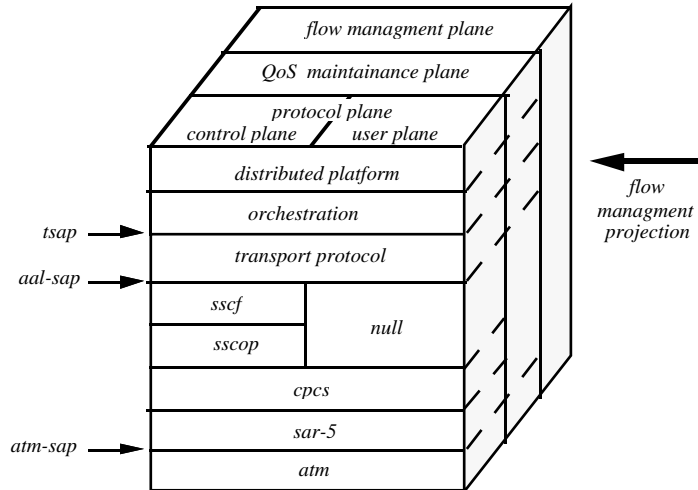 flow managment plane
QoS maintainance plane
protocol plane
control plane
user plane
distributed platform
orchestration
transport protocol
sscf
sscop
null
cpcs
sar-5
atm
tsap
aal-sap
atm-sap
flow
managment
projection